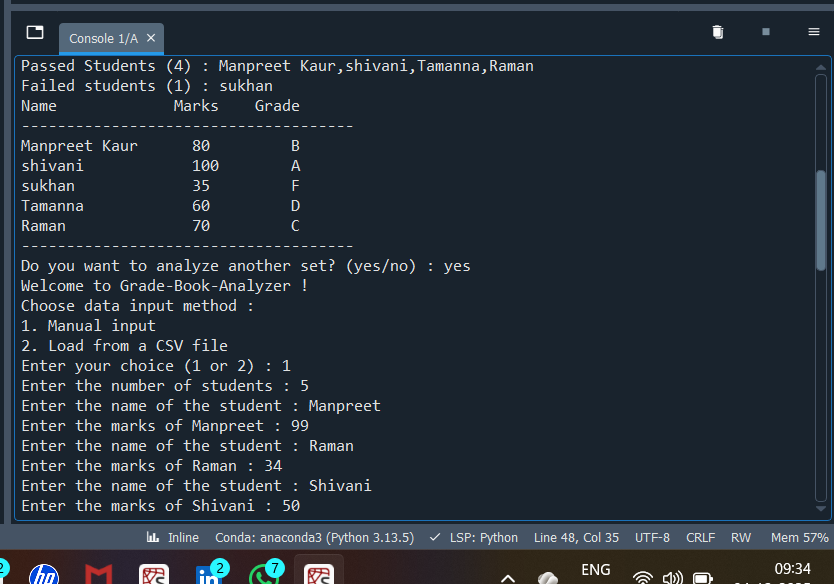 Console 1/A ×
Passed Students (4) : Manpreet Kaur,shivani,Tamanna,Raman
Failed students (1) : sukhan
Name Marks Grade
-------------------------------------
Manpreet Kaur 80 B
shivani 100 A
sukhan 35 F
Tamanna 60 D
Raman 70 C
-------------------------------------
Do you want to analyze another set? (yes/no) : yes
Welcome to Grade-Book-Analyzer !
Choose data input method :
1. Manual input
2. Load from a CSV file
Enter your choice (1 or 2) : 1
Enter the number of students : 5
Enter the name of the student : Manpreet
Enter the marks of Manpreet : 99
Enter the name of the student : Raman
Enter the marks of Raman : 34
Enter the name of the student : Shivani
Enter the marks of Shivani : 50
Inline Conda: anaconda3 (Python 3.13.5) ✓ LSP: Python Line 48, Col 35 UTF-8 CRLF RW Mem 57%
2 hp in 2 7 ENG 09:34